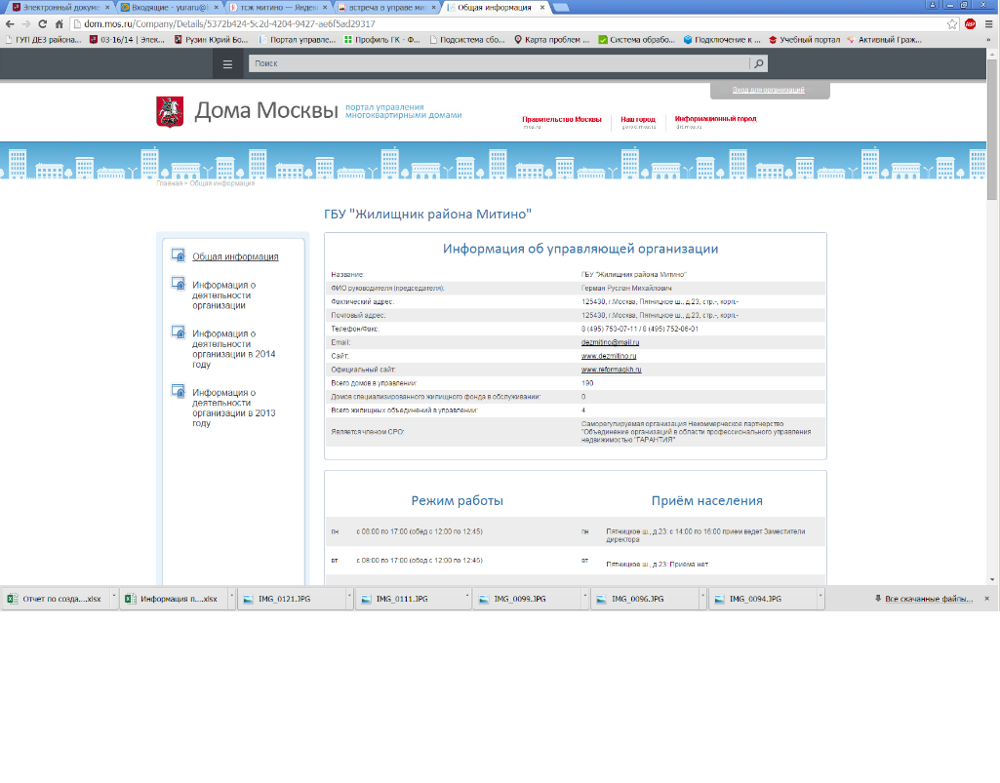 Электронный докуме
Входящие - yuraru@
тсж митино — Яндек
встреча в управе ми
Общая информация
dom.mos.ru/Company/Details/5372b424-5c2d-4204-9427-ae6f5ad29317
ABP
ГУП ДЕЗ района...
03-16/14 | Элек...
Рузин Юрий Бо...
Портал управле...
Профиль ГК - Ф...
Подсистема сбо...
Карта проблем ...
Система обрабо...
Подключение к ...
Учебный портал
Активный Граж...
»
Поиск
Вход для организаций
Дома Москвы
портал управления
многоквартирными домами
Правительство Москвы
mos.ru
Наш город
gorod.mos.ru
Информационный город
dit.mos.ru
Главная > Общая информация
ГБУ "Жилищник района Митино"
Общая информация
Информация о
деятельности
организации
Информация о
деятельности
организации в 2014
году
Информация о
деятельности
организации в 2013
году
Информация об управляющей организации
Название: ГБУ "Жилищник района Митино"
ФИО руководителя (председателя): Герман Руслан Михайлович
Фактический адрес: 125430, г.Москва, Пятницкое ш., д.23, стр.-, корп.-
Почтовый адрес: 125430, г.Москва, Пятницкое ш., д.23, стр.-, корп.-
Телефон/Факс: 8 (495) 753-07-11 / 8 (495) 752-06-01
Email: dezmitino@mail.ru
Сайт: www.dezmitino.ru
Официальный сайт: www.reformagkh.ru
Всего домов в управлении: 190
Домов специализированного жилищного фонда в обслуживании: 0
Всего жилищных объединений в управлении: 4
Является членом СРО: Саморегулируемая организация Некоммерческое партнерство
"Объединение организаций в области профессионального управления
недвижимостью "ГАРАНТИЯ"
Режим работы
Приём населения
пн с 08:00 по 17:00 (обед с 12:00 по 12:45)
пн Пятницкое ш., д.23: с 14:00 по 16:00 прием ведет Заместители
директора
вт с 08:00 по 17:00 (обед с 12:00 по 12:45)
вт Пятницкое ш., д.23: Приема нет
Отчет по созда....xlsx
Информация п....xlsx
IMG_0121.JPG
IMG_0111.JPG
IMG_0099.JPG
IMG_0096.JPG
IMG_0094.JPG
Все скачанные файлы...